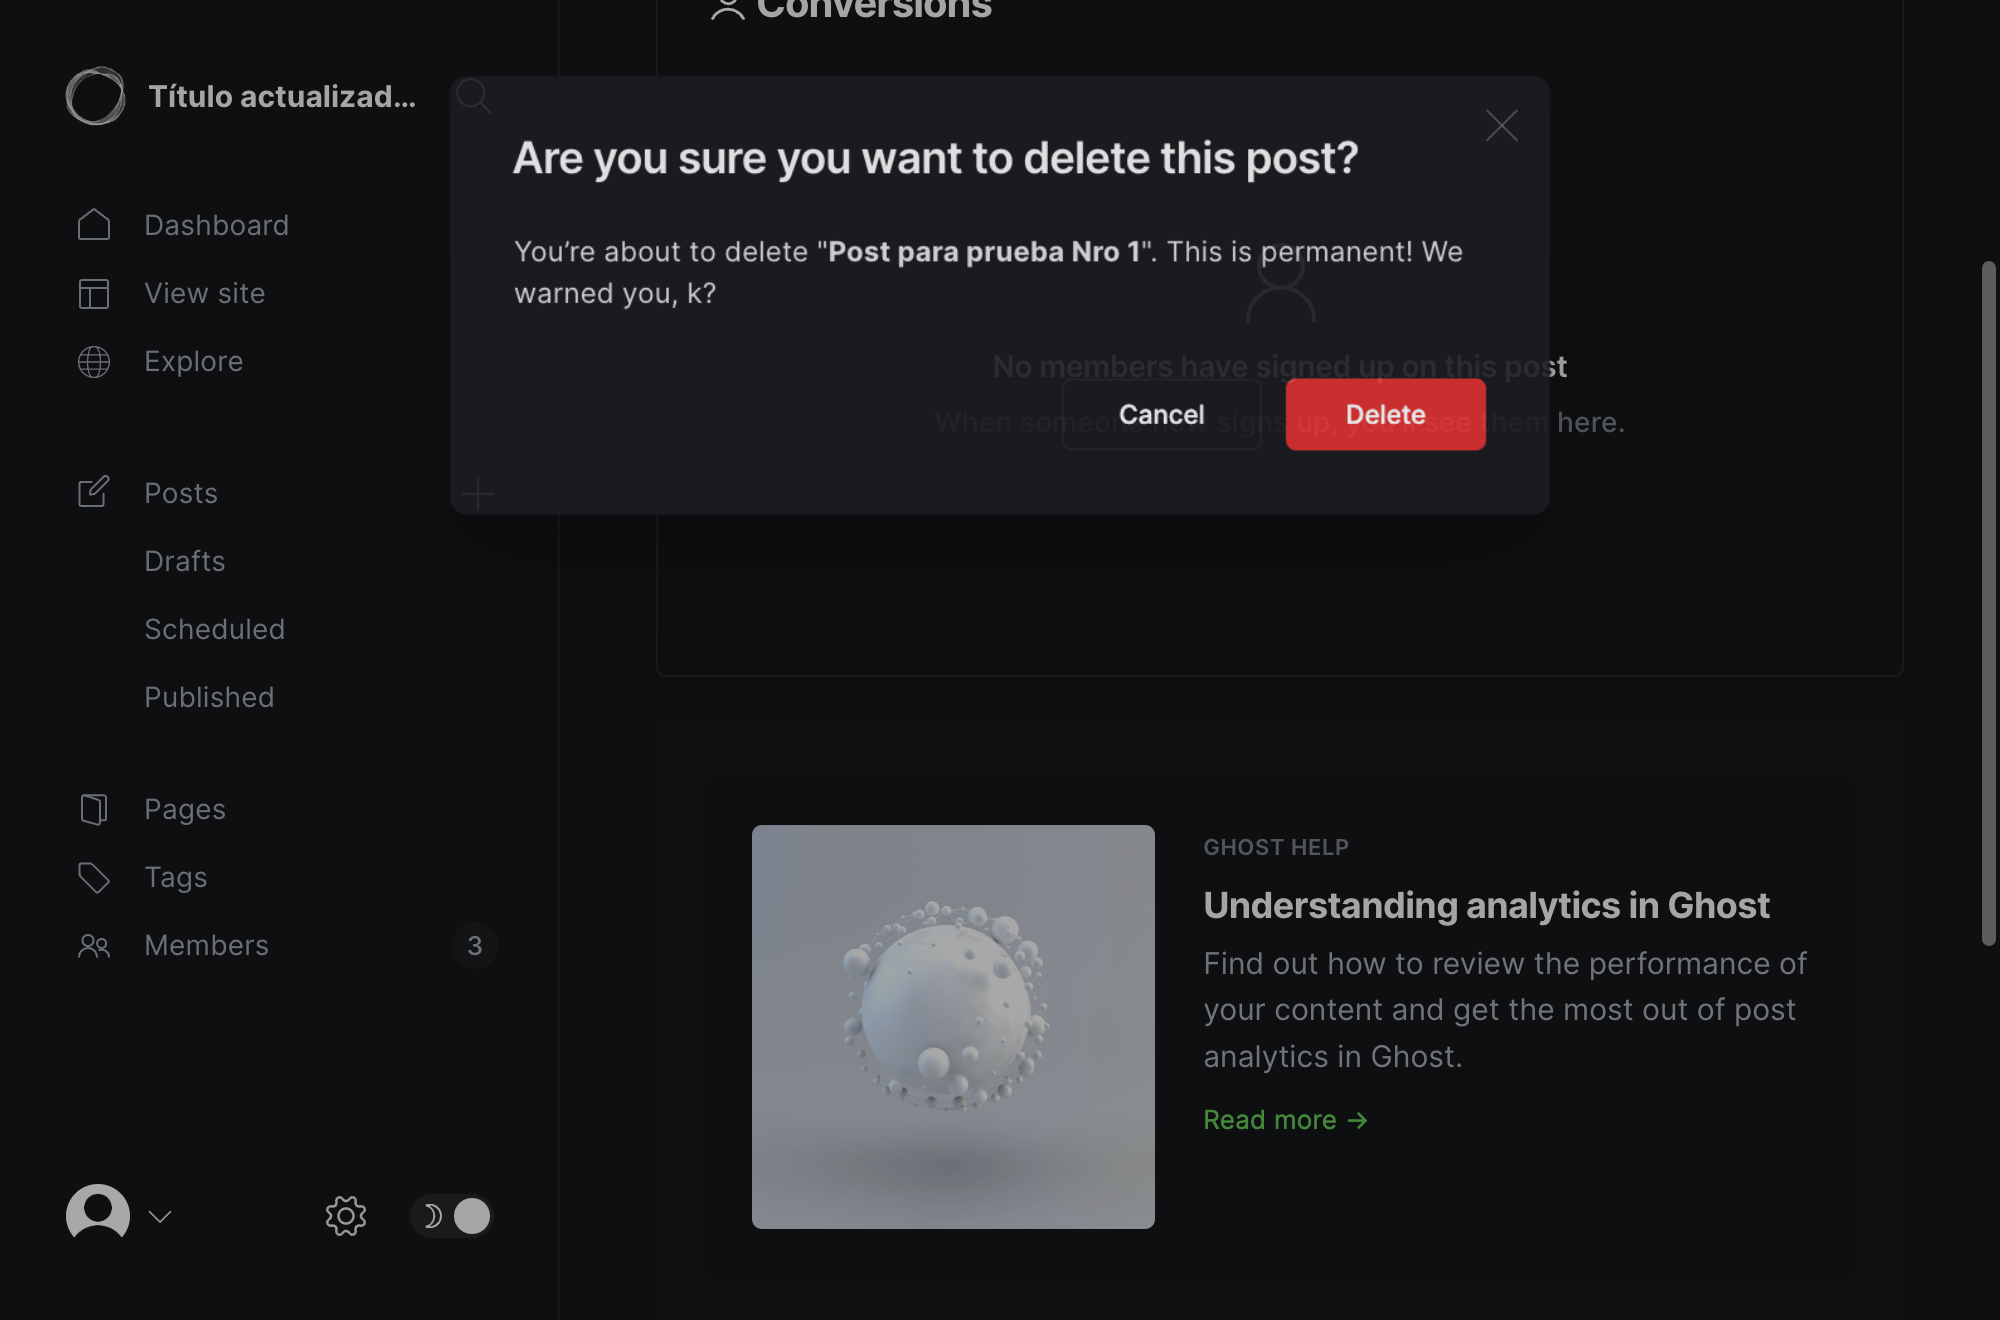 Conversions
Título actualizad...
Are you sure you want to delete this post?
You're about to delete "Post para prueba Nro 1". This is permanent! We
warned you, k?
No members have signed up on this post
When someone new signs up, you'll see them here.
Cancel
Delete
Dashboard
View site
Explore
Posts
Drafts
Scheduled
Published
Pages
Tags
Members
3
GHOST HELP
Understanding analytics in Ghost
Find out how to review the performance of
your content and get the most out of post
analytics in Ghost.
Read more →